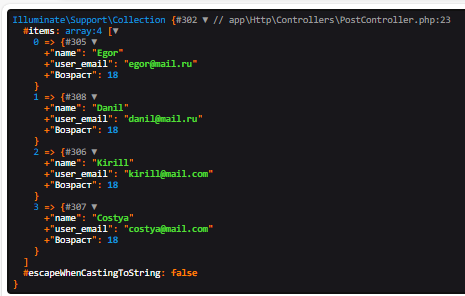 Illuminate\Support\Collection {#302 ▼ // app\Http\Controllers\PostController.php:23
#items: array:4 [▼
0 => {#305 ▼
+"name": "Egor"
+"user_email": "egor@mail.ru"
+"Возраст": 18
}
1 => {#308 ▼
+"name": "Danil"
+"user_email": "danil@mail.ru"
+"Возраст": 18
}
2 => {#306 ▼
+"name": "Kirill"
+"user_email": "kirill@mail.com"
+"Возраст": 18
}
3 => {#307 ▼
+"name": "Costya"
+"user_email": "costya@mail.com"
+"Возраст": 18
}
]
#escapeWhenCastingToString: false
}